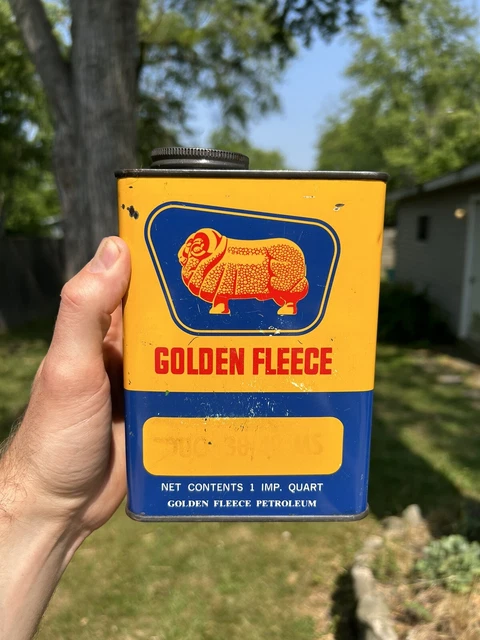 GOLDEN FLEECE
NET CONTENTS 1 IMP. QUART
GOLDEN FLEECE PETROLEUM